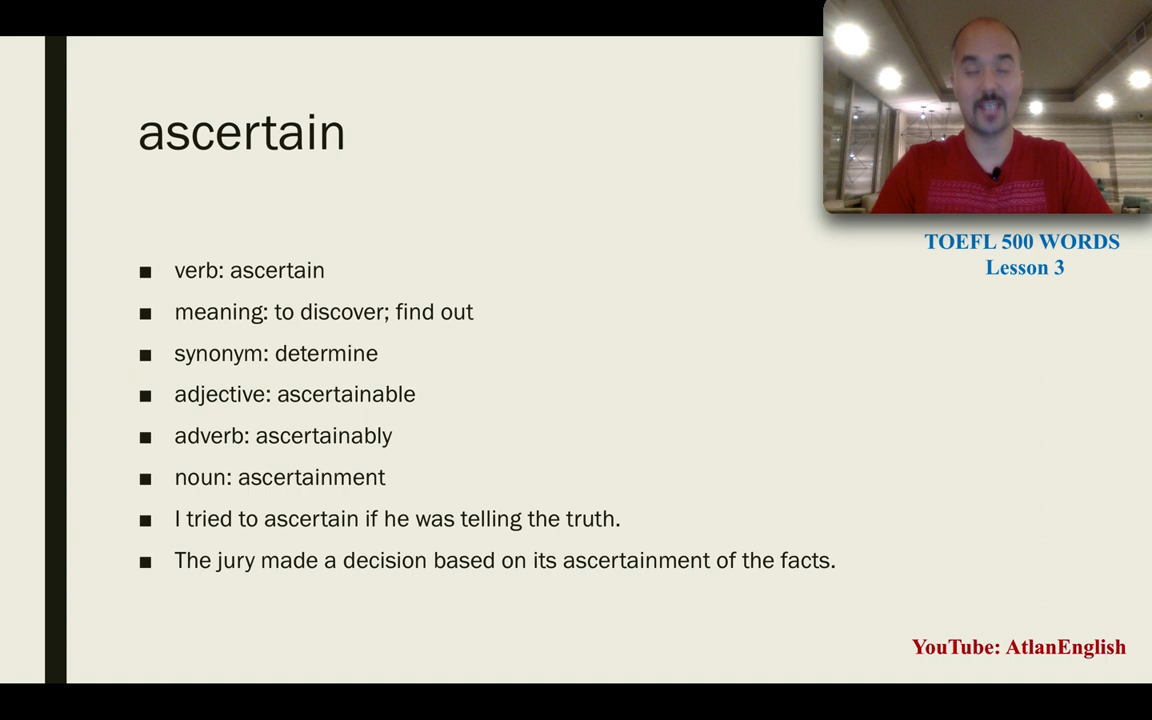 ascertain
TOEFL 500 WORDS
Lesson 3
■ verb: ascertain
■ meaning: to discover; find out
■ synonym: determine
■ adjective: ascertainable
■ adverb: ascertainably
■ noun: ascertainment
■ I tried to ascertain if he was telling the truth.
■ The jury made a decision based on its ascertainment of the facts.
YouTube: AtlanEnglish